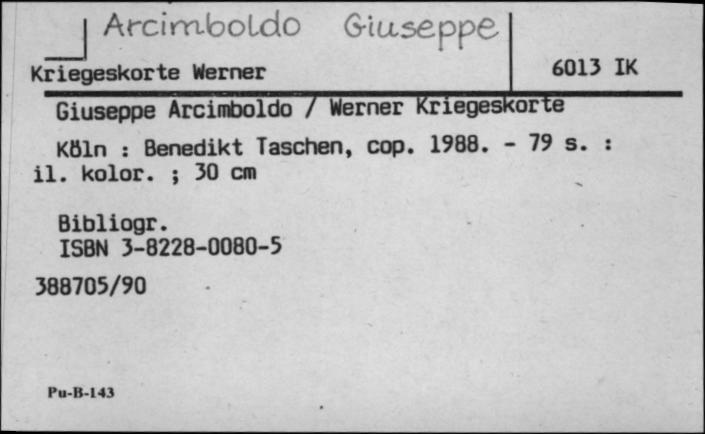 Arcimboldo Giuseppe
Kriegeskorte Werner
6013 IK
Giuseppe Arcimboldo / Werner Kriegeskorte
Köln : Benedikt Taschen, cop. 1988. - 79 s. :
il. kolor. ; 30 cm
Bibliogr.
ISBN 3-8228-0080-5
388705/90
Pu-B-143